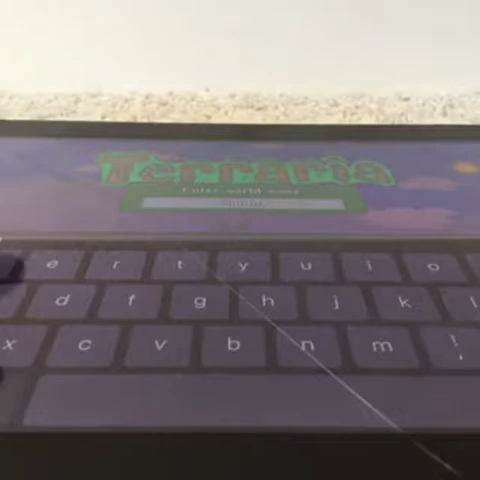 Terraria
Enter world name
e r t y u i o
d f g h j k l
x c v b n m ! ,